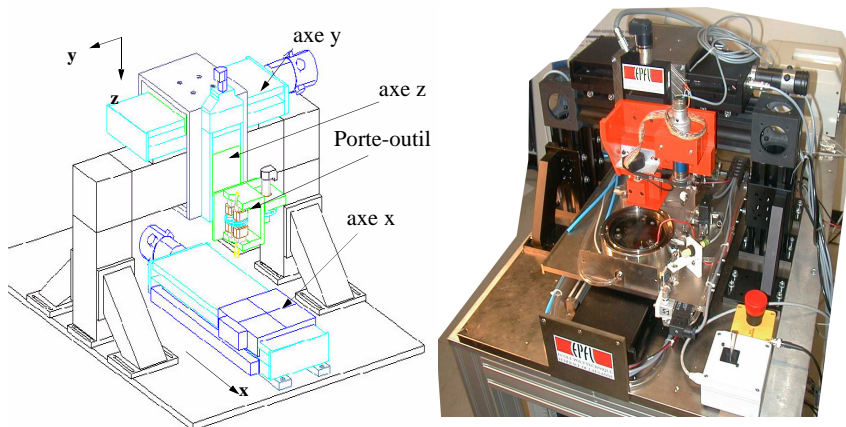 axe y
y
z
axe z
Porte-outil
axe x
x
EPFL
EPFL